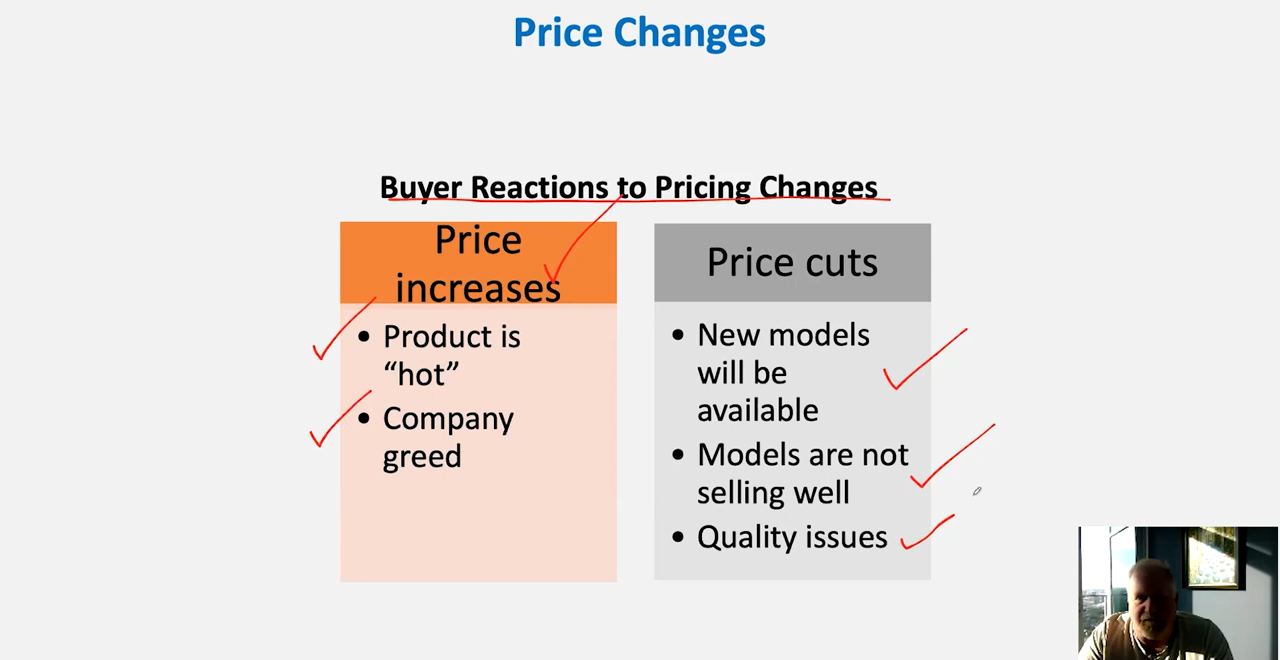 Price Changes
Buyer Reactions to Pricing Changes
Price
increases
• Product is
“hot”
• Company
greed
Price cuts
• New models
will be
available
• Models are not
selling well
• Quality issues